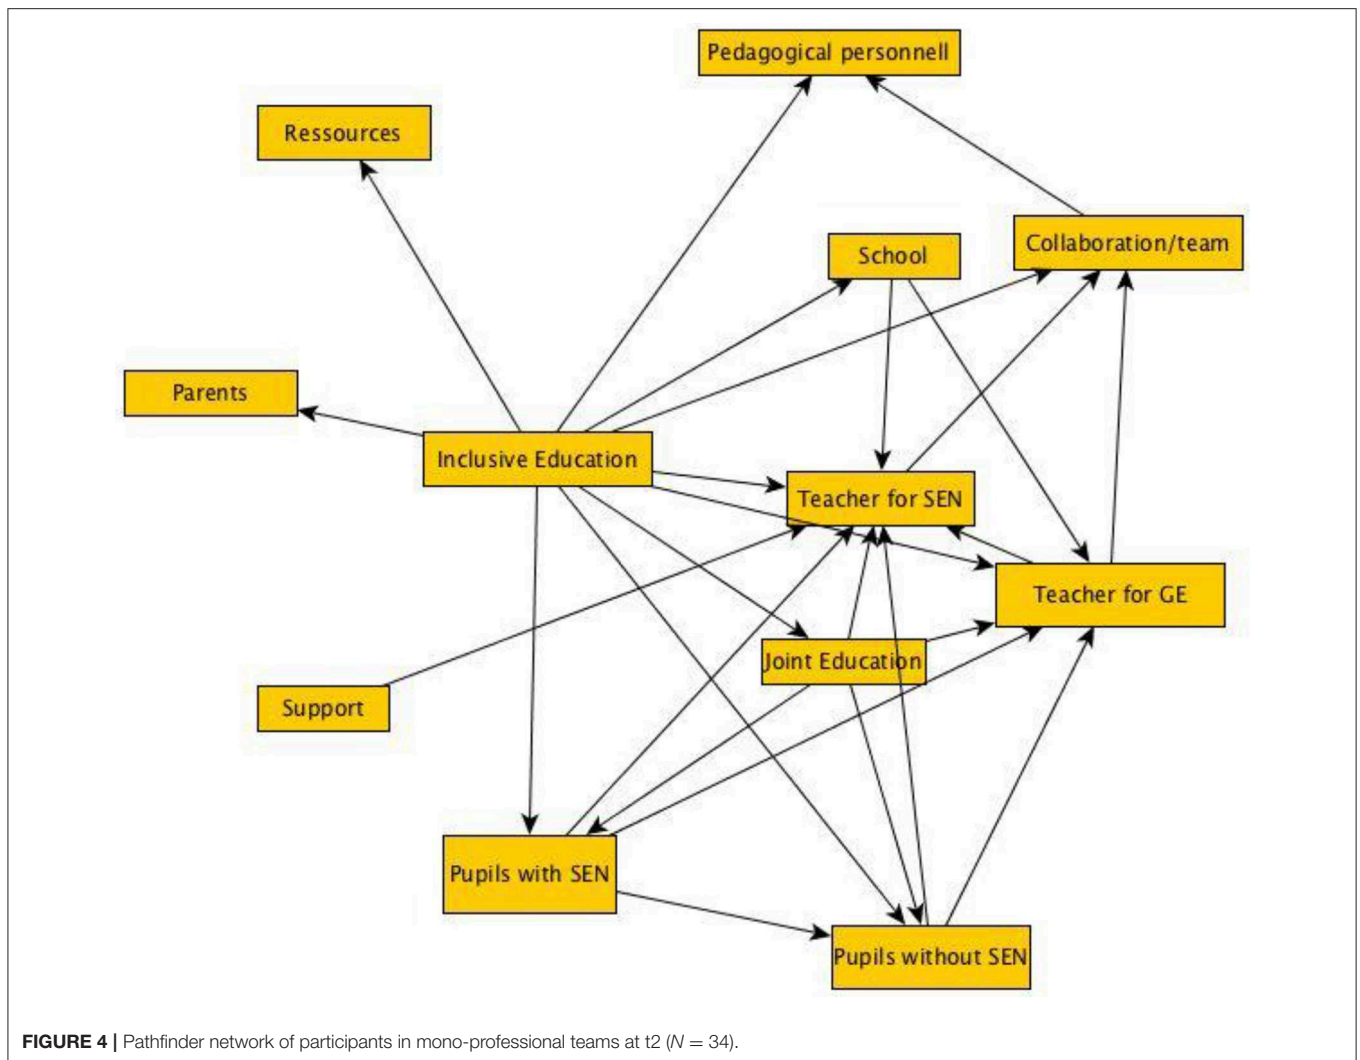 Pedagogical personnell
Ressources
School
Collaboration/team
Parents
Inclusive Education
Teacher for SEN
Teacher for GE
Joint Education
Support
Pupils with SEN
Pupils without SEN
FIGURE 4 | Pathfinder network of participants in mono-professional teams at t2 (N = 34).